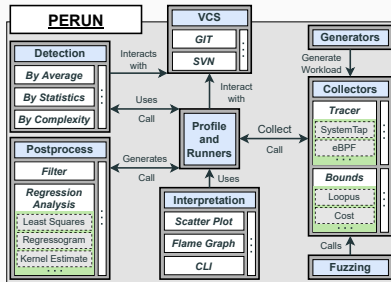 PERUN
VCS
GIT
SVN
Generators
Detection
By Average
By Statistics
By Complexity
Interacts
with
Interact
with
Generate
Workload
Collectors
Tracer
SystemTap
eBPF
Bounds
Loopus
Cost
Uses
Call
Profile
and
Runners
Collect
Call
Postprocess
Filter
Regression
Analysis
Least Squares
Regressogram
Kernel Estimate
Generates
Call
Uses
Interpretation
Scatter Plot
Flame Graph
CLI
Calls
Fuzzing